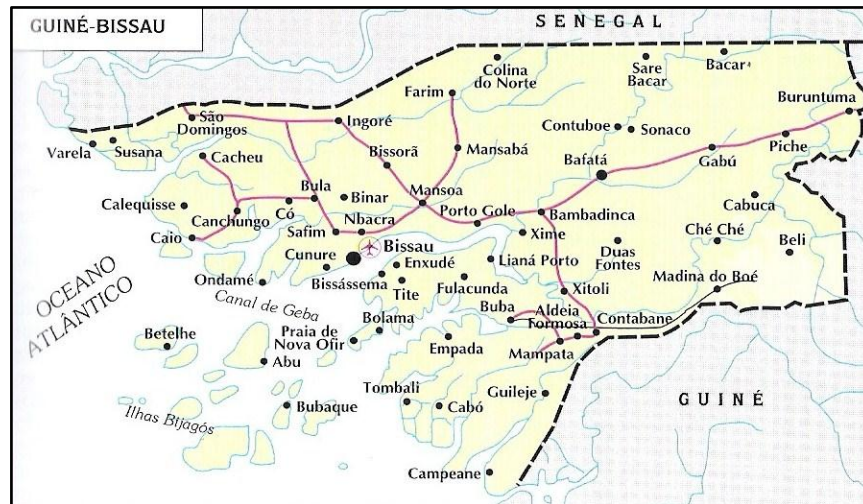 GUINÉ-BISSAU
SENEGAL
Colina
do Norte
Sare
Bacar
Bacar
Farim
Buruntuma
São
Domingos
Ingoré
Contuboe
Sonaco
Varela
Susana
Cacheu
Bissorã
Mansabá
Bafatá
Gabú
Piche
Calequisse
Canchungo
Có
Bula
Binar
Mansoa
Porto Gole
Bambadinca
Cabuca
Caio
Safim
Nbacra
Xime
Duas
Fontes
Ché Ché
Beli
Bissau
Cunure
Enxudé
Lianá Porto
Ondamé
Bissássema
Tite
Fulacunda
Xitoli
Madina do Boé
OCEANO
ATLÂNTICO
Canal de Geba
Bolama
Buba
Aldeia
Formosa
Contabane
Betelhe
Praia de
Nova Ofir
Abu
Empada
Mampata
Ilhas Bijagós
Bubaque
Tombali
Cabó
Guileje
GUINÉ
Campeane